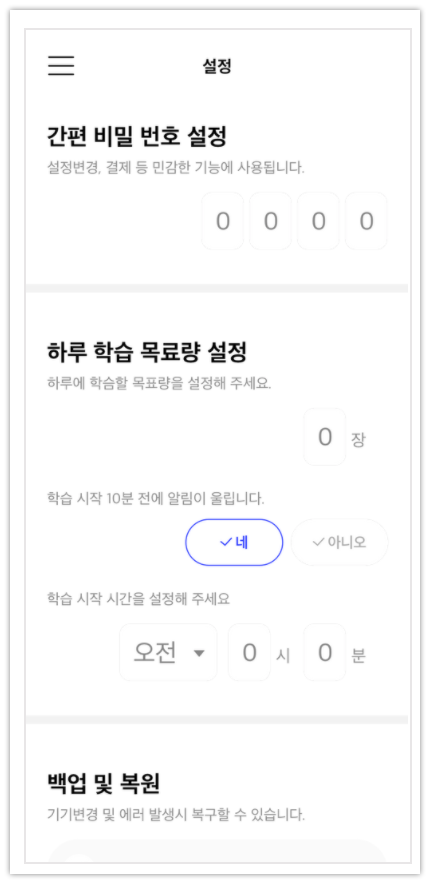 설정
간편 비밀 번호 설정
설정변경, 결제 등 민감한 기능에 사용됩니다.
0 0 0 0
하루 학습 목표량 설정
하루에 학습할 목표량을 설정해 주세요.
0 장
학습 시작 10분 전에 알림이 울립니다.
네 아니오
학습 시작 시간을 설정해 주세요
오전 0 시 0 분
백업 및 복원
기기변경 및 에러 발생시 복구할 수 있습니다.